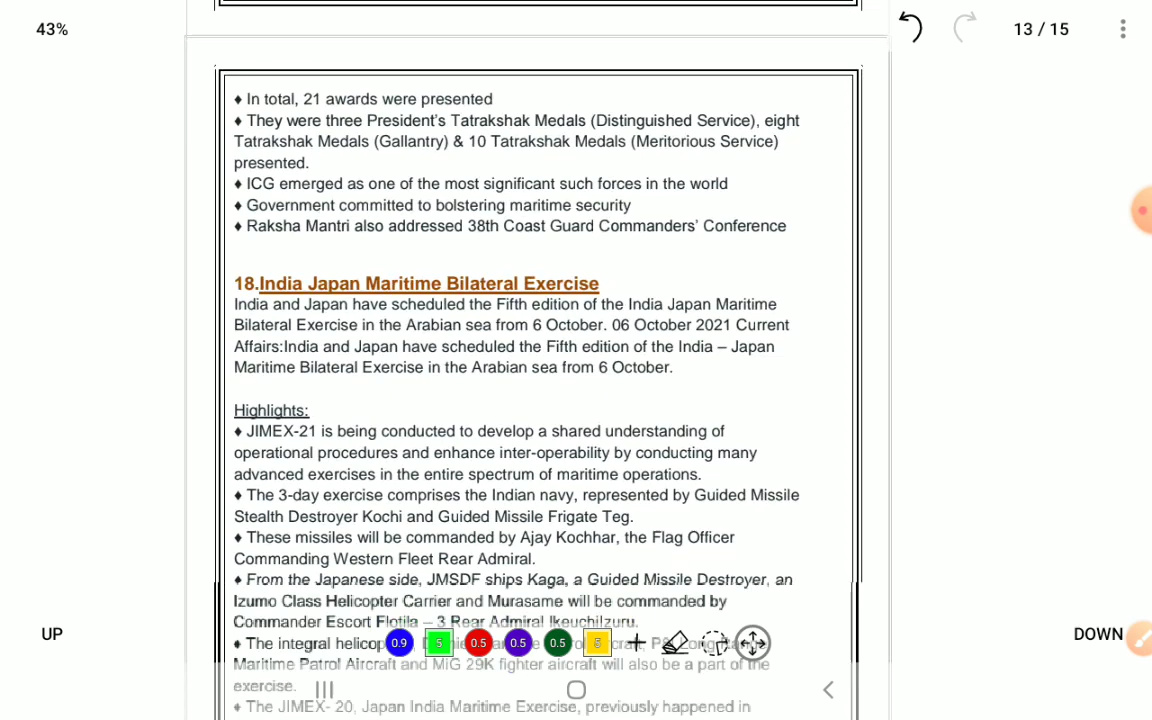 43%
13 / 15
♦ In total, 21 awards were presented
♦ They were three President's Tatrakshak Medals (Distinguished Service), eight
Tatrakshak Medals (Gallantry) & 10 Tatrakshak Medals (Meritorious Service)
presented.
♦ ICG emerged as one of the most significant such forces in the world
♦ Government committed to bolstering maritime security
♦ Raksha Mantri also addressed 38th Coast Guard Commanders' Conference
18.India Japan Maritime Bilateral Exercise
India and Japan have scheduled the Fifth edition of the India Japan Maritime
Bilateral Exercise in the Arabian sea from 6 October. 06 October 2021 Current
Affairs:India and Japan have scheduled the Fifth edition of the India – Japan
Maritime Bilateral Exercise in the Arabian sea from 6 October.
Highlights:
♦ JIMEX-21 is being conducted to develop a shared understanding of
operational procedures and enhance inter-operability by conducting many
advanced exercises in the entire spectrum of maritime operations.
♦ The 3-day exercise comprises the Indian navy, represented by Guided Missile
Stealth Destroyer Kochi and Guided Missile Frigate Teg.
♦ These missiles will be commanded by Ajay Kochhar, the Flag Officer
Commanding Western Fleet Rear Admiral.
♦ From the Japanese side, JMSDF ships Kaga, a Guided Missile Destroyer, an
Izumo Class Helicopter Carrier and Murasame will be commanded by
Commander Escort Flotila – 3 Rear Admiral Ikeuchilzuru.
♦ The integral helicop
Maritime Patrol Aircraft and MiG 29K fighter aircraft will also be a part of the
exercise.
♦ The JIMEX- 20, Japan India Maritime Exercise, previously happened in
0.9 5 0.5 0.5 0.5 5
UP
DOWN